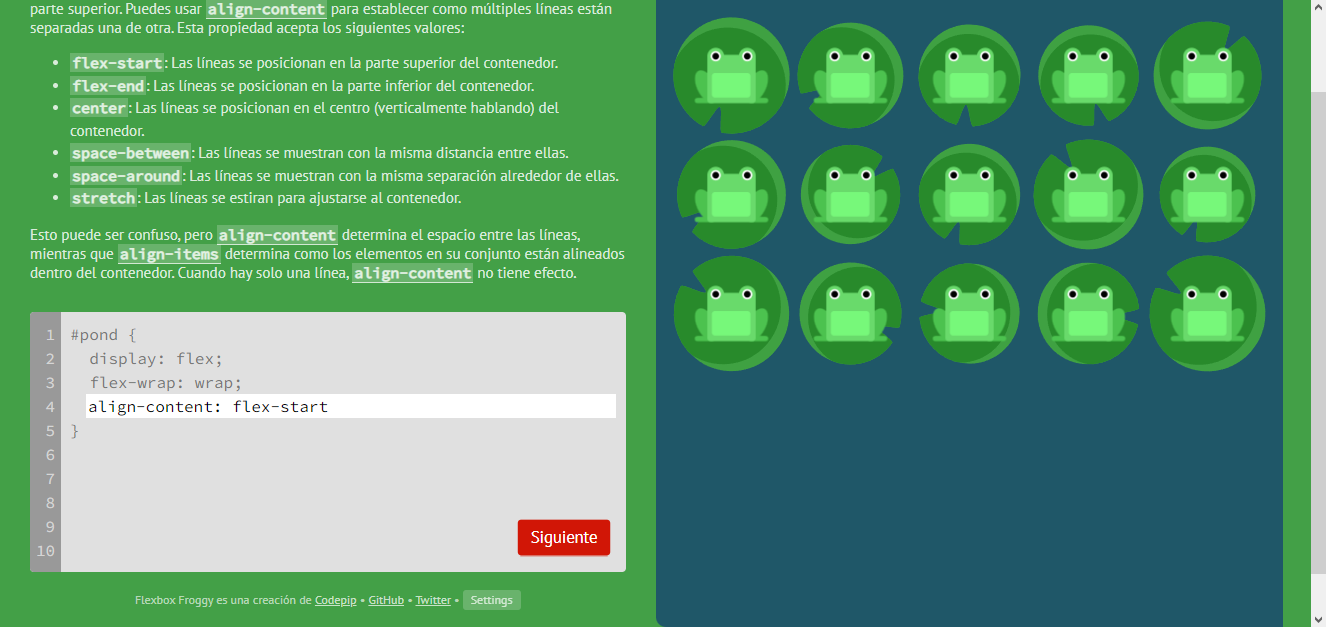 parte superior. Puedes usar align-content para establecer como múltiples líneas están
separadas una de otra. Esta propiedad acepta los siguientes valores:
• flex-start: Las líneas se posicionan en la parte superior del contenedor.
• flex-end: Las líneas se posicionan en la parte inferior del contenedor.
• center: Las líneas se posicionan en el centro (verticalmente hablando) del
contenedor.
• space-between: Las líneas se muestran con la misma distancia entre ellas.
• space-around: Las líneas se muestran con la misma separación alrededor de ellas.
• stretch: Las líneas se estiran para ajustarse al contenedor.
Esto puede ser confuso, pero align-content determina el espacio entre las líneas,
mientras que align-items determina como los elementos en su conjunto están alineados
dentro del contenedor. Cuando hay solo una línea, align-content no tiene efecto.
1 #pond {
2 display: flex;
3 flex-wrap: wrap;
4 align-content: flex-start
5 }
6
7
8
9
10
Siguiente
Flexbox Froggy es una creación de Codepip • GitHub • Twitter • Settings